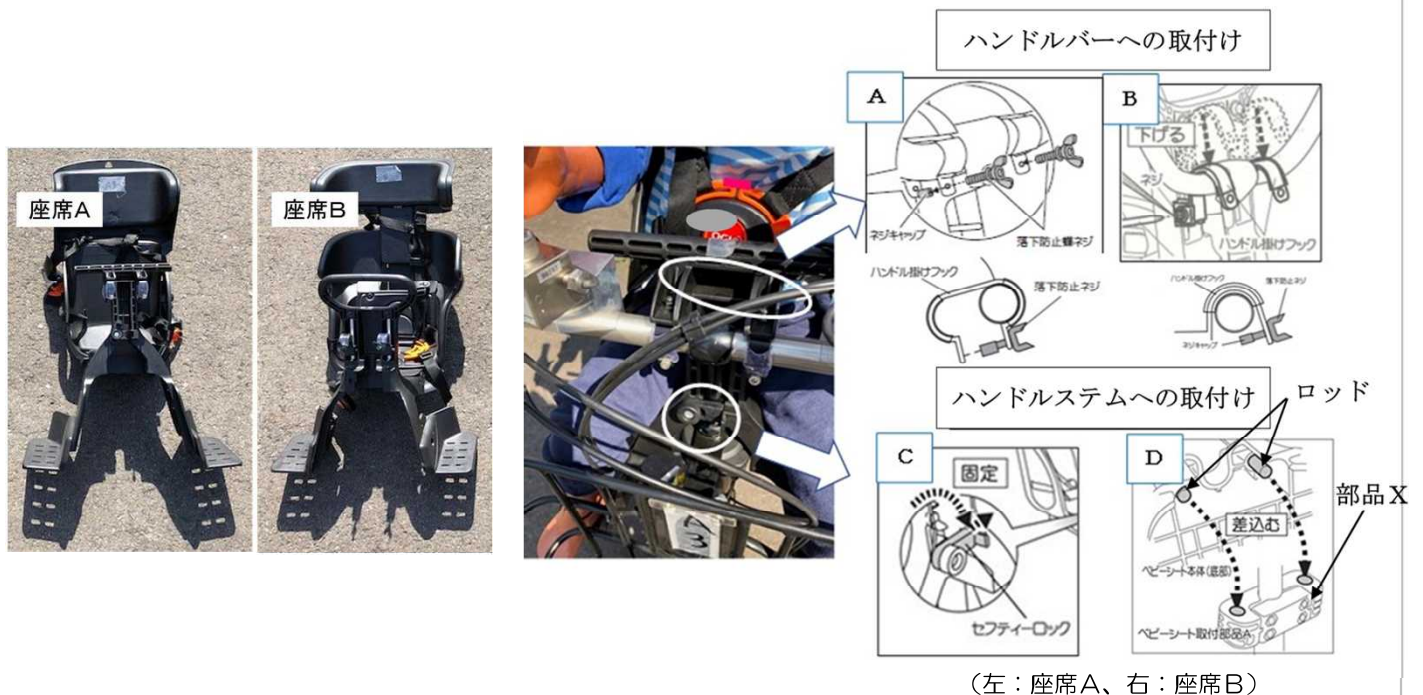 座席A
座席B
ハンドルバーへの取付け
A
ネジキャップ
落下防止蝶ネジ
ハンドル掛けフック
落下防止ネジ
B
下げる
ネジ
ハンドル掛けフック
ハンドル掛けフック
落下防止ネジ
ネジキャップ
ハンドルステムへの取付け
ロッド
C
固定
セフティーロック
D
差込む
部品X
ベビーシート本体(底部)
ベビーシート取付部品A
(左：座席A、右：座席B)